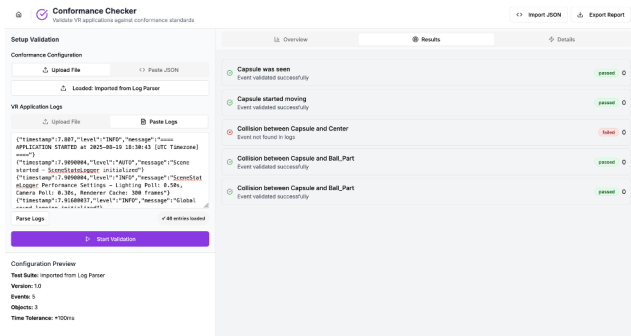 Conformance Checker
Validate VR applications against conformance standards
<> Import JSON
Export Report
Setup Validation
Conformance Configuration
Upload File
<> Paste JSON
Loaded: Imported from Log Parser
VR Application Logs
Upload File
Paste Logs
{"timestamp":7.807,"level":"INFO","message":"====
APPLICATION STARTED at 2025-08-19 18:30:43 [UTC Timezone]
===="}
{"timestamp":7.9090004,"level":"AUTO","message":"Scene
started - SceneStateLogger initialized"}
{"timestamp":7.9090004,"level":"INFO","message":"SceneStat
eLogger Performance Settings - Lighting Poll: 0.50s,
Camera Poll: 0.30s, Renderer Cache: 300 frames"}
{"timestamp":7.91600037,"level":"INFO","message":"Global
Parse Logs
✓ 46 entries loaded
Start Validation
Configuration Preview
Test Suite: Imported from Log Parser
Version: 1.0
Events: 5
Objects: 3
Time Tolerance: ±100ms
Overview
Results
Details
Capsule was seen
Event validated successfully
passed 0
Capsule started moving
Event validated successfully
passed 0
Collision between Capsule and Center
Event not found in logs
failed 0
Collision between Capsule and Ball_Part
Event validated successfully
passed 0
Collision between Capsule and Ball_Part
Event validated successfully
passed 0